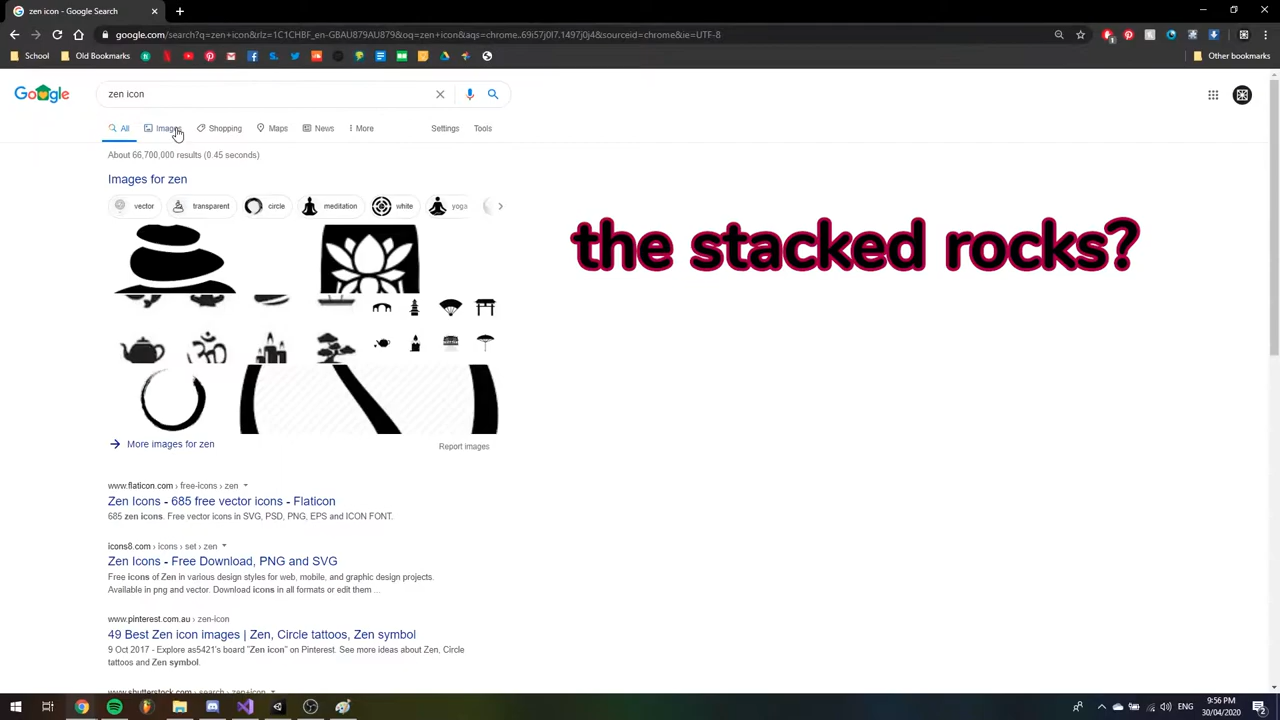 zen icon - Google Search
google.com/search?q=zen+icon&rlz=1C1CHBF_en-GBAU879AU879&oq=zen+icon&aqs=chrome..69i57j0l7.1497j0j4&sourceid=chrome&ie=UTF-8
School
Other Bookmarks
Other bookmarks
Google
zen icon
All
Images
Shopping
Maps
News
More
Settings
Tools
About 66,700,000 results (0.45 seconds)
Images for zen
vector
transparent
circle
meditation
white
yoga
the stacked rocks?
More images for zen
Report images
www.flaticon.com › free-icons › zen
Zen Icons - 685 free vector icons - Flaticon
685 zen icons. Free vector icons in SVG, PSD, PNG, EPS and ICON FONT.
icons8.com › icons › set › zen
Zen Icons - Free Download, PNG and SVG
Free icons of Zen in various design styles for web, mobile, and graphic design projects.
Available in png and vector. Download icons in all formats or edit them ...
www.pinterest.com.au › zen-icon
49 Best Zen icon images | Zen, Circle tattoos, Zen symbol
9 Oct 2017 - Explore as5421's board "Zen icon" on Pinterest. See more ideas about Zen, Circle
tattoos and Zen symbol.
www.shutterstock.com › search › zen+icon
ENG
9:56 PM
30/04/2020